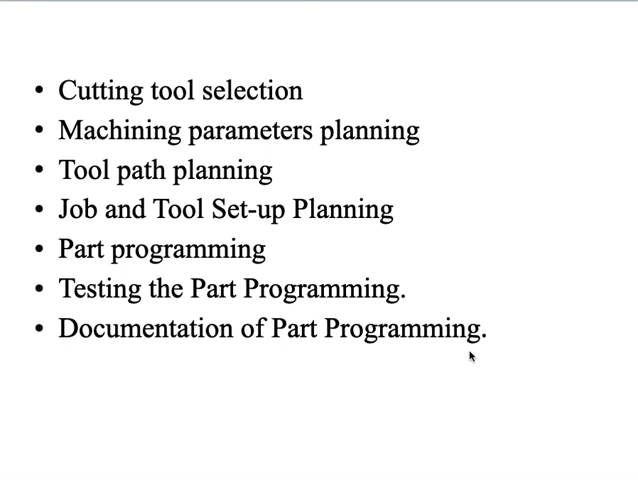 • Cutting tool selection
• Machining parameters planning
• Tool path planning
• Job and Tool Set-up Planning
• Part programming
• Testing the Part Programming.
• Documentation of Part Programming.